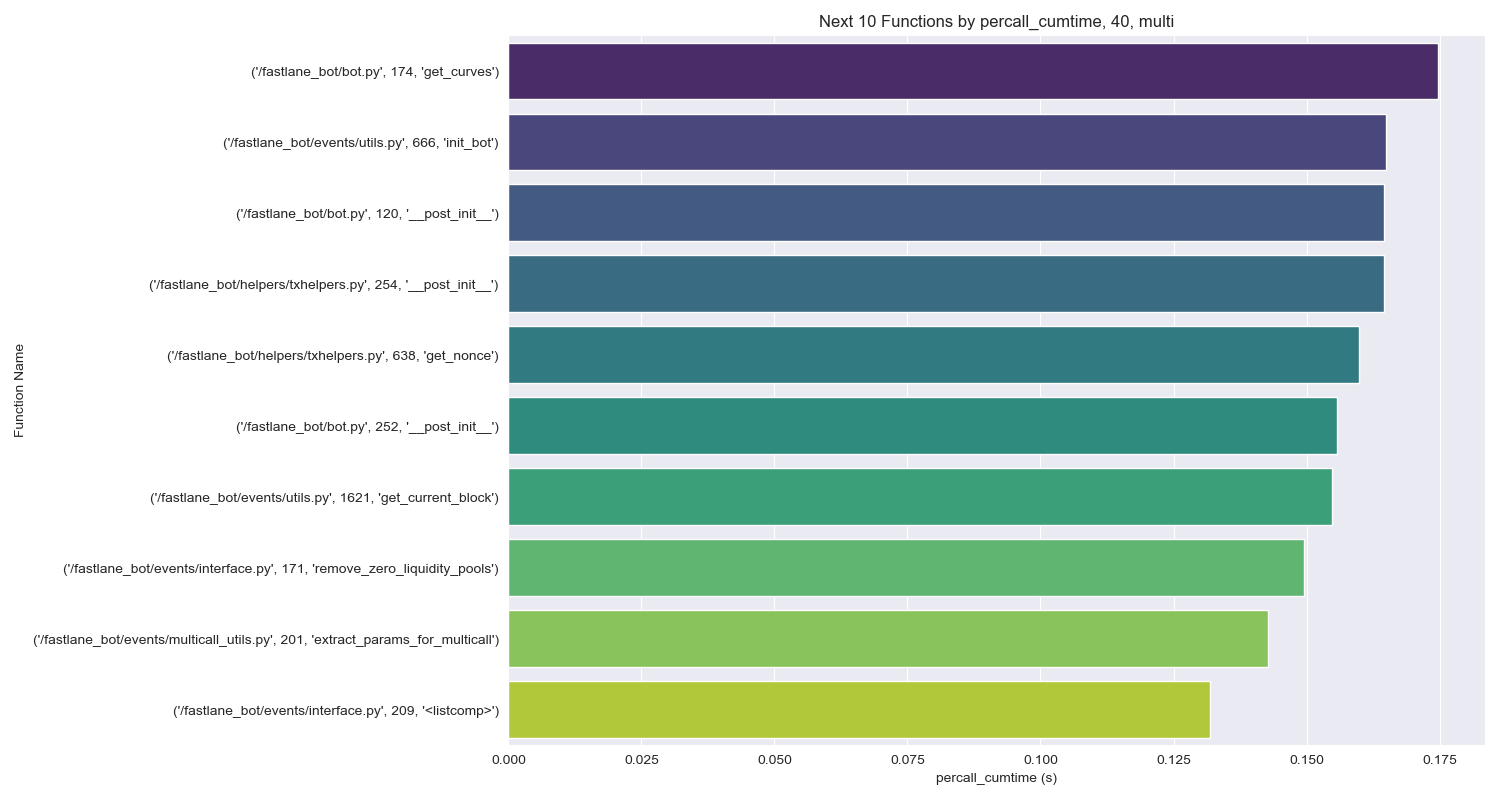 Next 10 Functions by percall_cumtime, 40, multi
Function Name
('/fastlane_bot/bot.py', 174, 'get_curves')
('/fastlane_bot/events/utils.py', 666, 'init_bot')
('/fastlane_bot/bot.py', 120, '__post_init__')
('/fastlane_bot/helpers/txhelpers.py', 254, '__post_init__')
('/fastlane_bot/helpers/txhelpers.py', 638, 'get_nonce')
('/fastlane_bot/bot.py', 252, '__post_init__')
('/fastlane_bot/events/utils.py', 1621, 'get_current_block')
('/fastlane_bot/events/interface.py', 171, 'remove_zero_liquidity_pools')
('/fastlane_bot/events/multicall_utils.py', 201, 'extract_params_for_multicall')
('/fastlane_bot/events/interface.py', 209, '<listcomp>')
0.000 0.025 0.050 0.075 0.100 0.125 0.150 0.175
percall_cumtime (s)